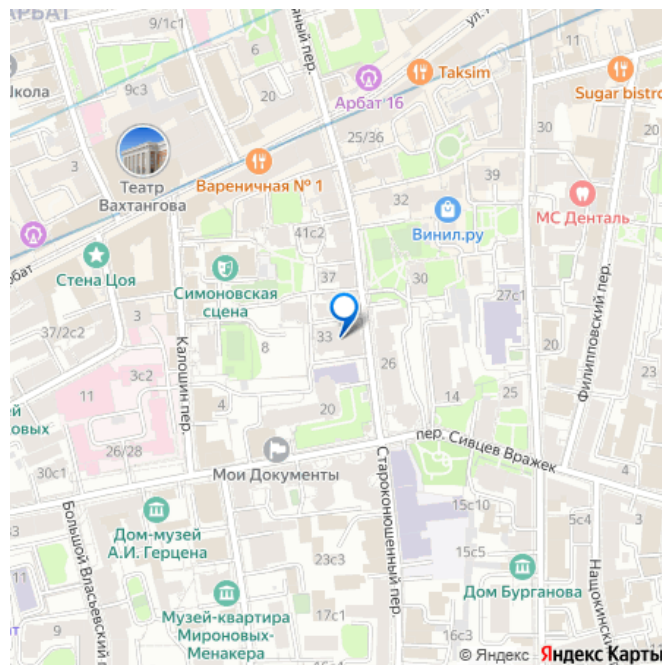 АРБАТ
9/1с1
ул.
11
Taksim
Sugar bistro
Арбат 16
Школа
9с3
20
3
25/36
30
Театр
Вахтангова
Вареничная № 1
32
39
МС Денталь
Винил.ру
41с2
Стена Цоя
Симоновская
сцена
37
30
27с1
Филипповский пер.
37/2с2
3
33
8
26
20
Калошин пер.
3с2
11
4
20
14
25
26/28
пер. Сивцев Вражек
30с1
Мои Документы
Староконюшенный пер.
4
3
Дом-музей
А.И. Герцена
15с10
5с4
Большой Власьевский п
23с3
15с5
11
Дом Бурганова
Нащокинский
9
Музей-квартира
Мироновых-
Менакера
17с1
16с3
© Яндекс Яндекс Карты